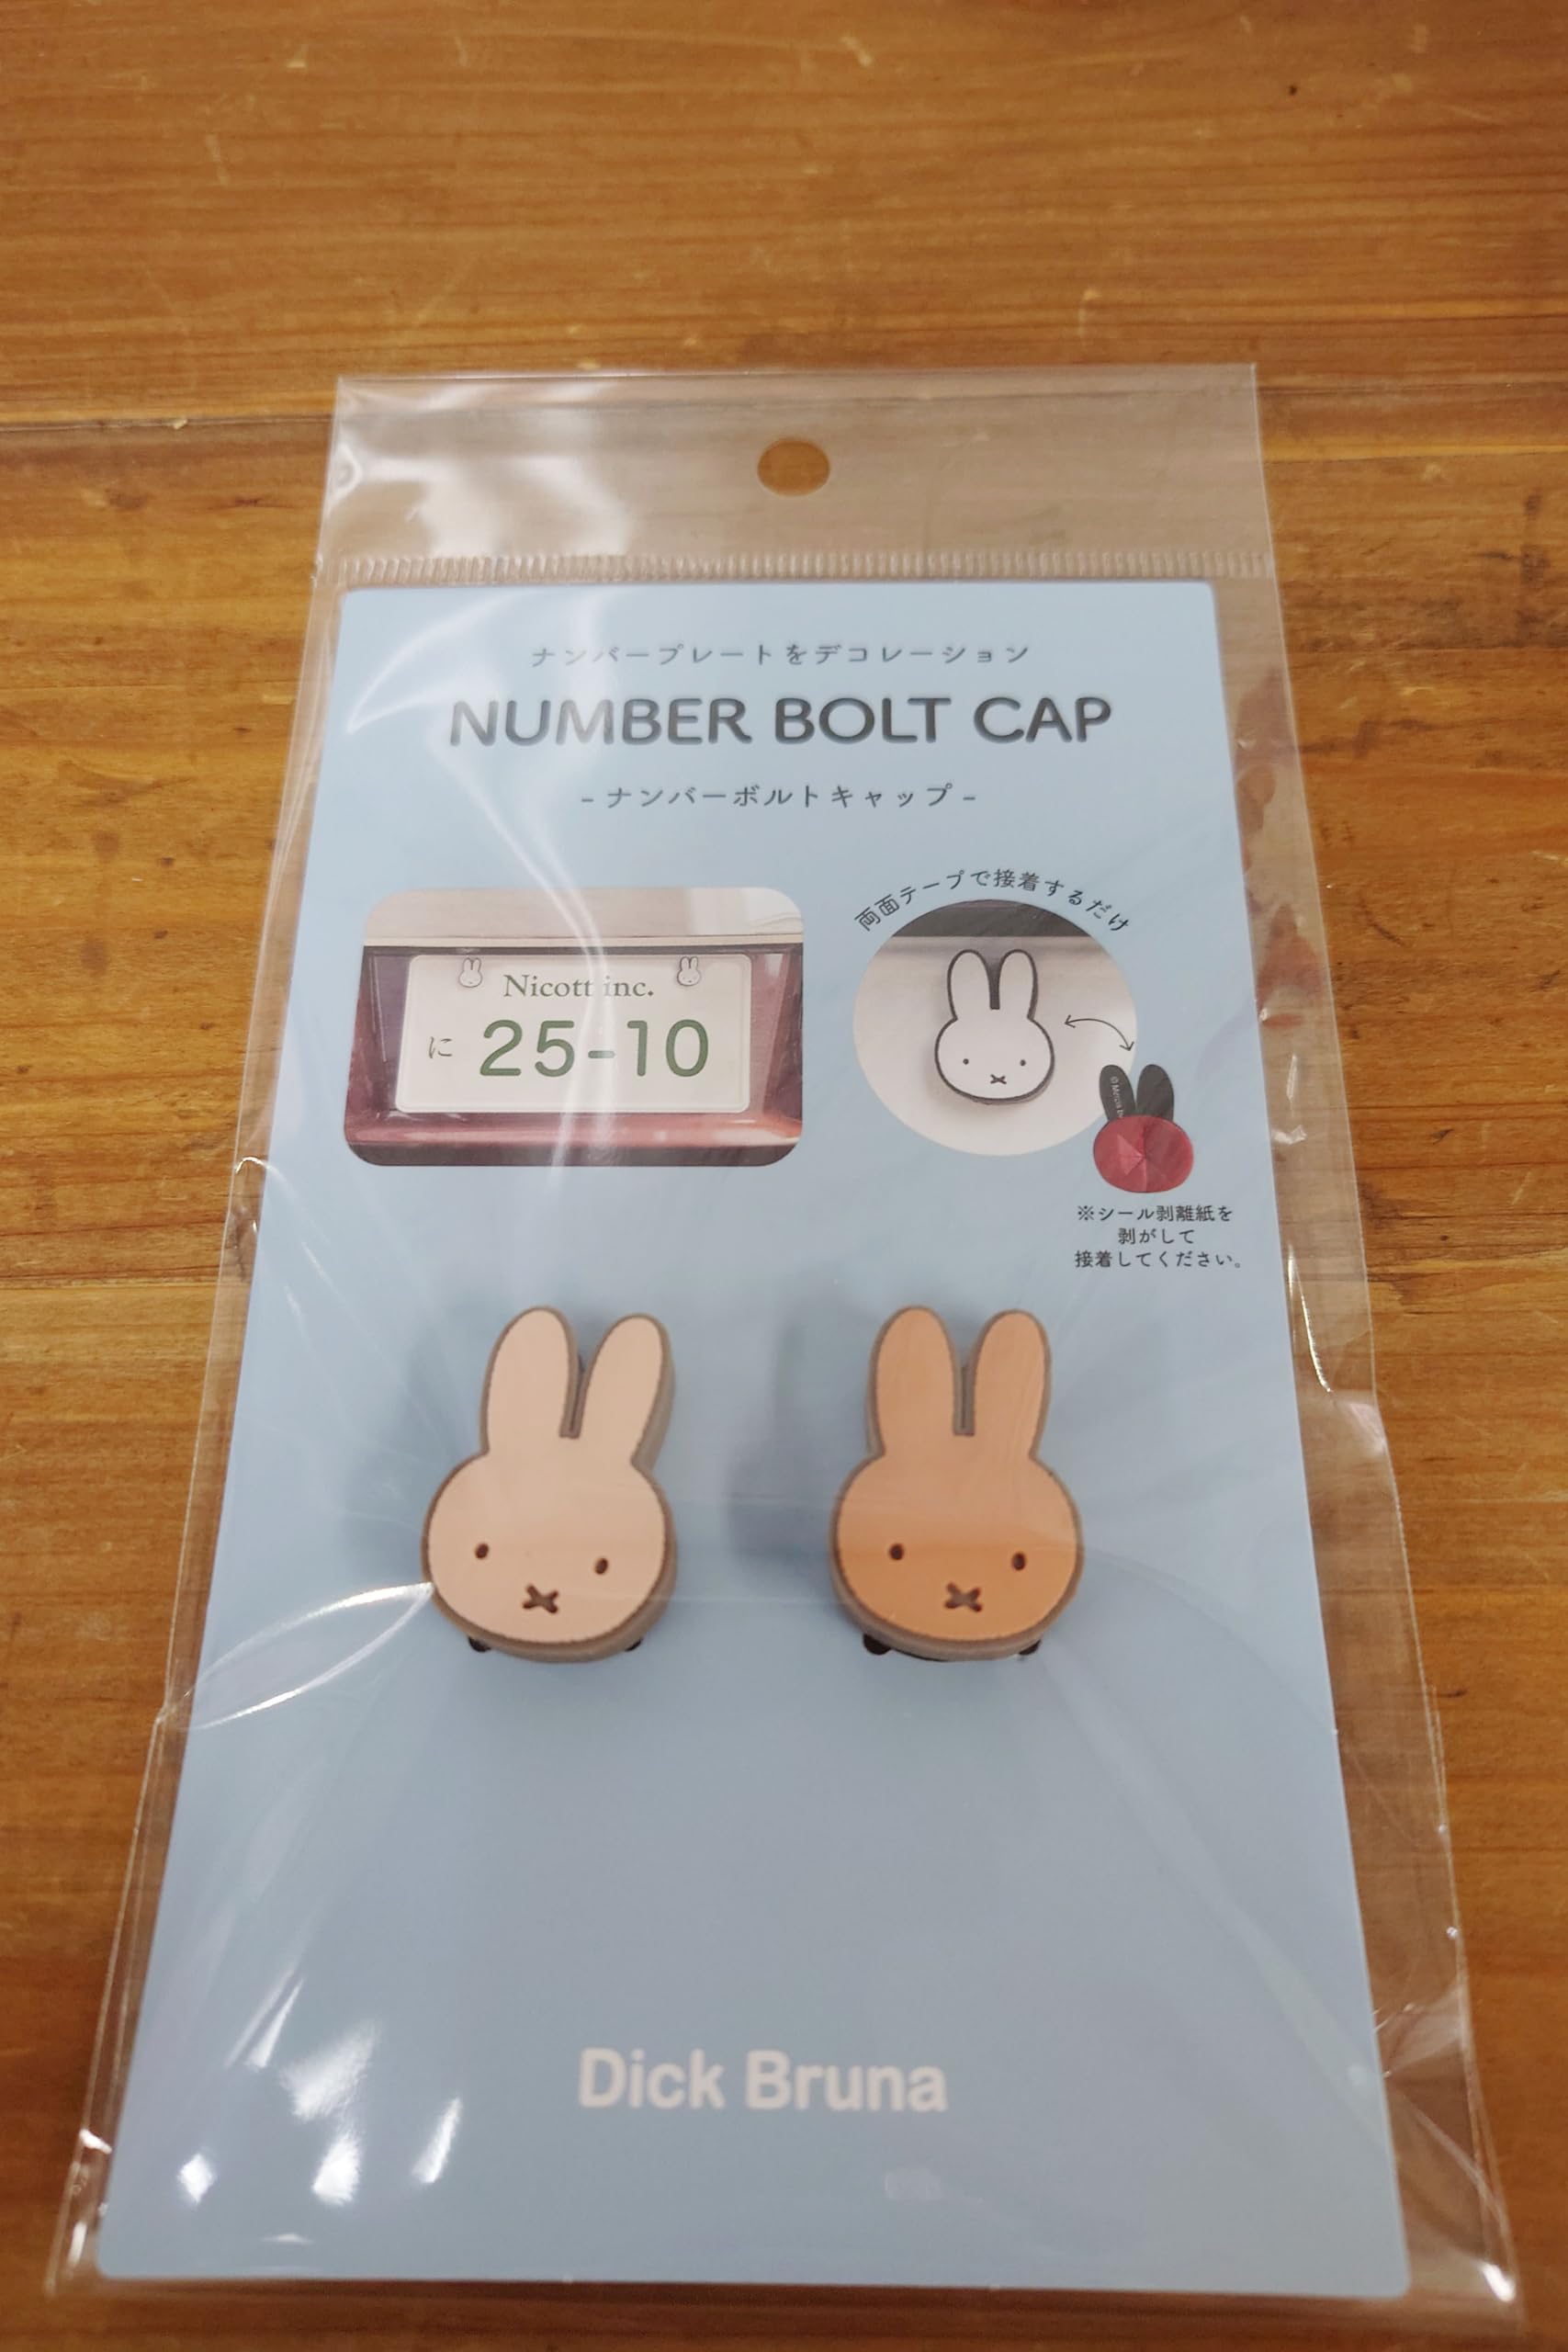 ナンバープレートをデコレーション
NUMBER BOLT CAP
-ナンバーボルトキャップ-
両面テープで接着するだけ
Nicott inc.
に 25-10
※シール剥離紙を
剥がして
接着してください。
Dick Bruna